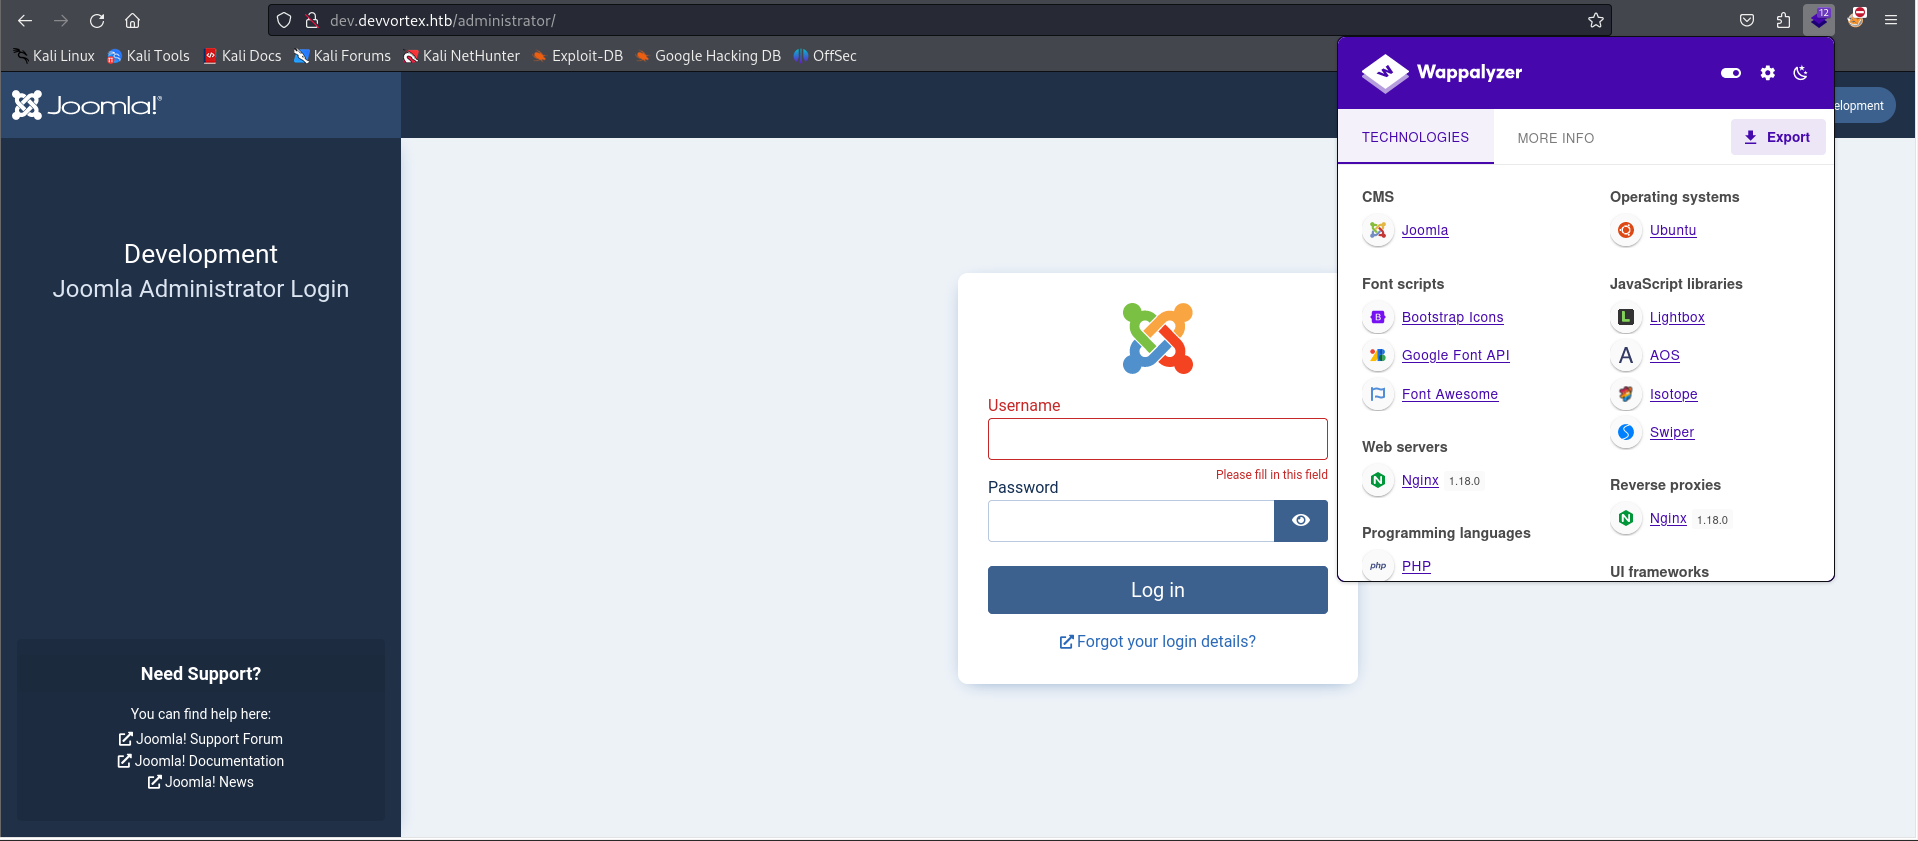 dev.devvortex.htb/administrator/
12
Kali Linux Kali Tools Kali Docs Kali Forums Kali NetHunter Exploit-DB Google Hacking DB OffSec
Joomla!®
Development
Joomla Administrator Login
Need Support?
You can find help here:
Joomla! Support Forum
Joomla! Documentation
Joomla! News
Username
Please fill in this field
Password
Log in
Forgot your login details?
Wappalyzer
elopment
TECHNOLOGIES MORE INFO Export
CMS
Joomla
Font scripts
Bootstrap Icons
Google Font API
Font Awesome
Web servers
Nginx 1.18.0
Programming languages
php PHP
Operating systems
Ubuntu
JavaScript libraries
Lightbox
AOS
Isotope
Swiper
Reverse proxies
Nginx 1.18.0
UI frameworks